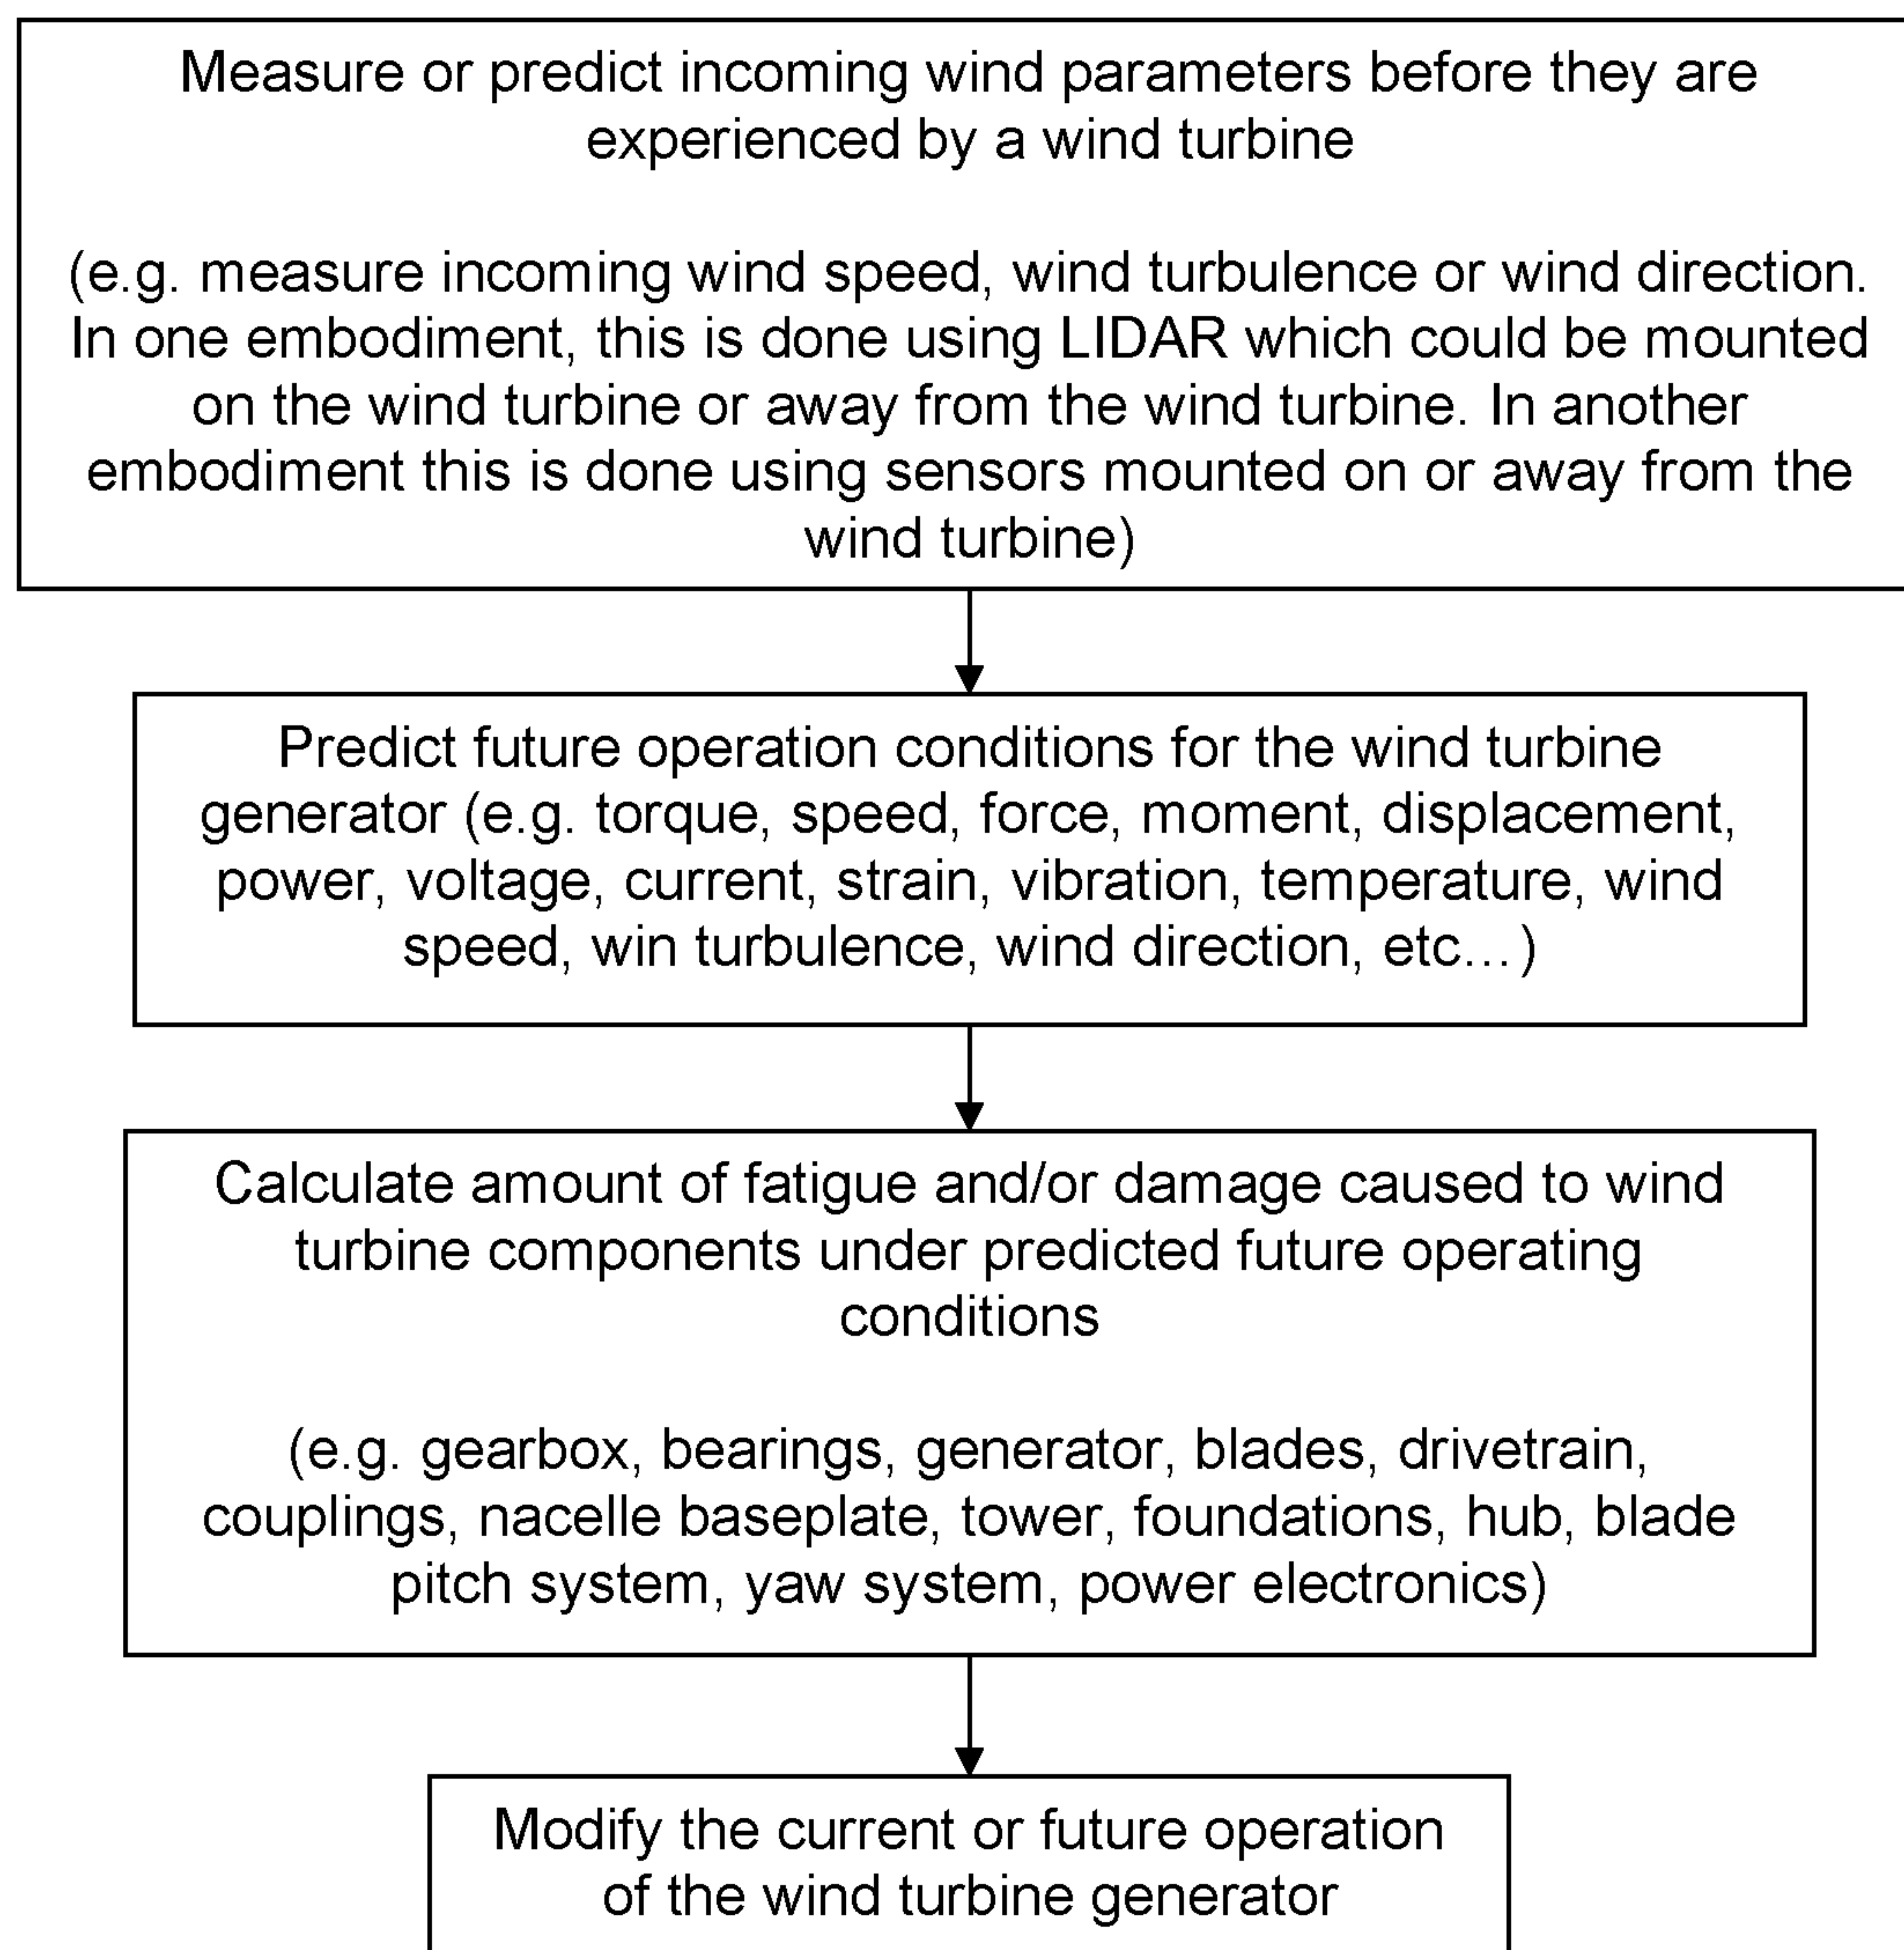 Measure or predict incoming wind parameters before they are
experienced by a wind turbine
(e.g. measure incoming wind speed, wind turbulence or wind direction.
In one embodiment, this is done using LIDAR which could be mounted
on the wind turbine or away from the wind turbine. In another
embodiment this is done using sensors mounted on or away from the
wind turbine)
Predict future operation conditions for the wind turbine
generator (e.g. torque, speed, force, moment, displacement,
power, voltage, current, strain, vibration, temperature, wind
speed, win turbulence, wind direction, etc...)
Calculate amount of fatigue and/or damage caused to wind
turbine components under predicted future operating
conditions
(e.g. gearbox, bearings, generator, blades, drivetrain,
couplings, nacelle baseplate, tower, foundations, hub, blade
pitch system, yaw system, power electronics)
Modify the current or future operation
of the wind turbine generator